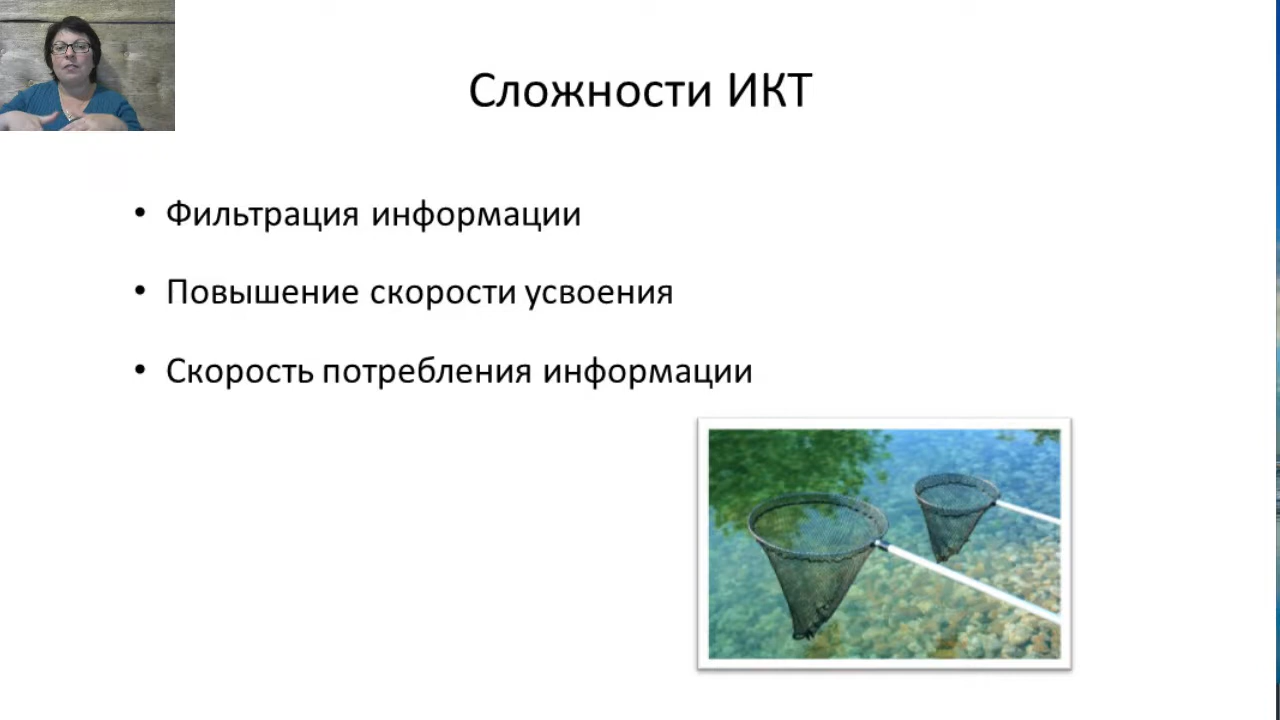 Сложности ИКТ
• Фильтрация информации
• Повышение скорости усвоения
• Скорость потребления информации